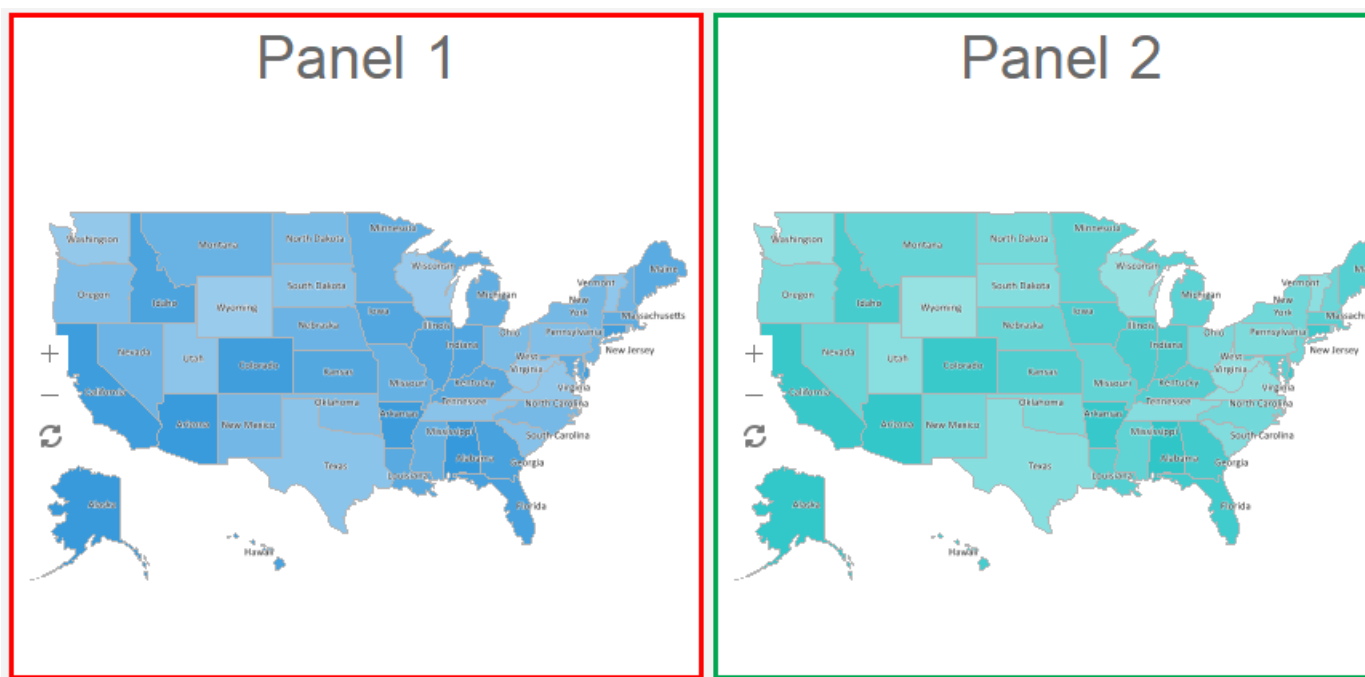 Panel 1
Washington
Montana
North Dakota
Minnesota
Oregon
Idaho
Wyoming
South Dakota
Wisconsin
Michigan
Maine
Nevada
Utah
Colorado
Nebraska
Iowa
Illinois
Indiana
Ohio
Pennsylvania
New
York
Vermont
Massachusetts
New Jersey
California
Arizona
New Mexico
Kansas
Missouri
Kentucky
West
Virginia
Virginia
Oklahoma
Arkansas
Tennessee
North Carolina
South Carolina
Texas
Louisiana
Mississippi
Alabama
Georgia
Florida
Alaska
Hawaii
Panel 2
Washington
Montana
North Dakota
Minnesota
Oregon
Idaho
Wyoming
South Dakota
Wisconsin
Michigan
Vermont
New
York
Massachusetts
Nevada
Utah
Colorado
Nebraska
Iowa
Illinois
Indiana
Ohio
Pennsylvania
New Jersey
California
Arizona
New Mexico
Kansas
Missouri
Kentucky
West
Virginia
Virginia
Oklahoma
Arkansas
Tennessee
North Carolina
South Carolina
Texas
Louisiana
Mississippi
Alabama
Georgia
Florida
Alaska
Hawaii